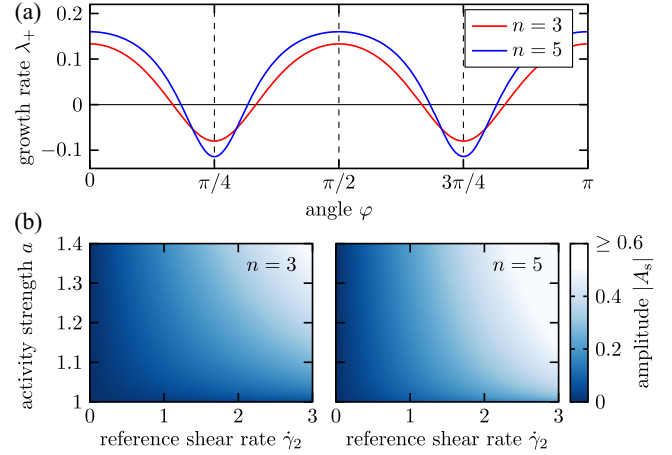 (a)
growth rate λ₊
0.2
0.1
0
−0.1
n = 3
n = 5
0 π/4 π/2 3π/4 π
angle φ
(b)
activity strength a
1.4
1.3
1.2
1.1
1
n = 3
0 1 2 3
reference shear rate γ̇₂
n = 5
0 1 2 3
reference shear rate γ̇₂
≥ 0.6
0.4
0.2
0
amplitude |Aₛ|